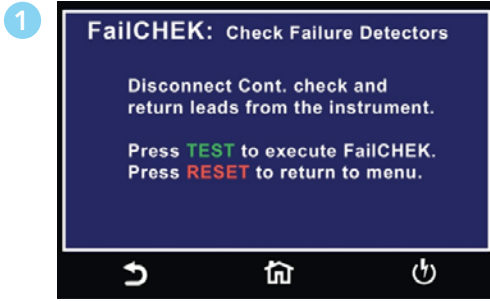 1
FailCHEK: Check Failure Detectors
Disconnect Cont. check and
return leads from the instrument.
Press TEST to execute FailCHEK.
Press RESET to return to menu.